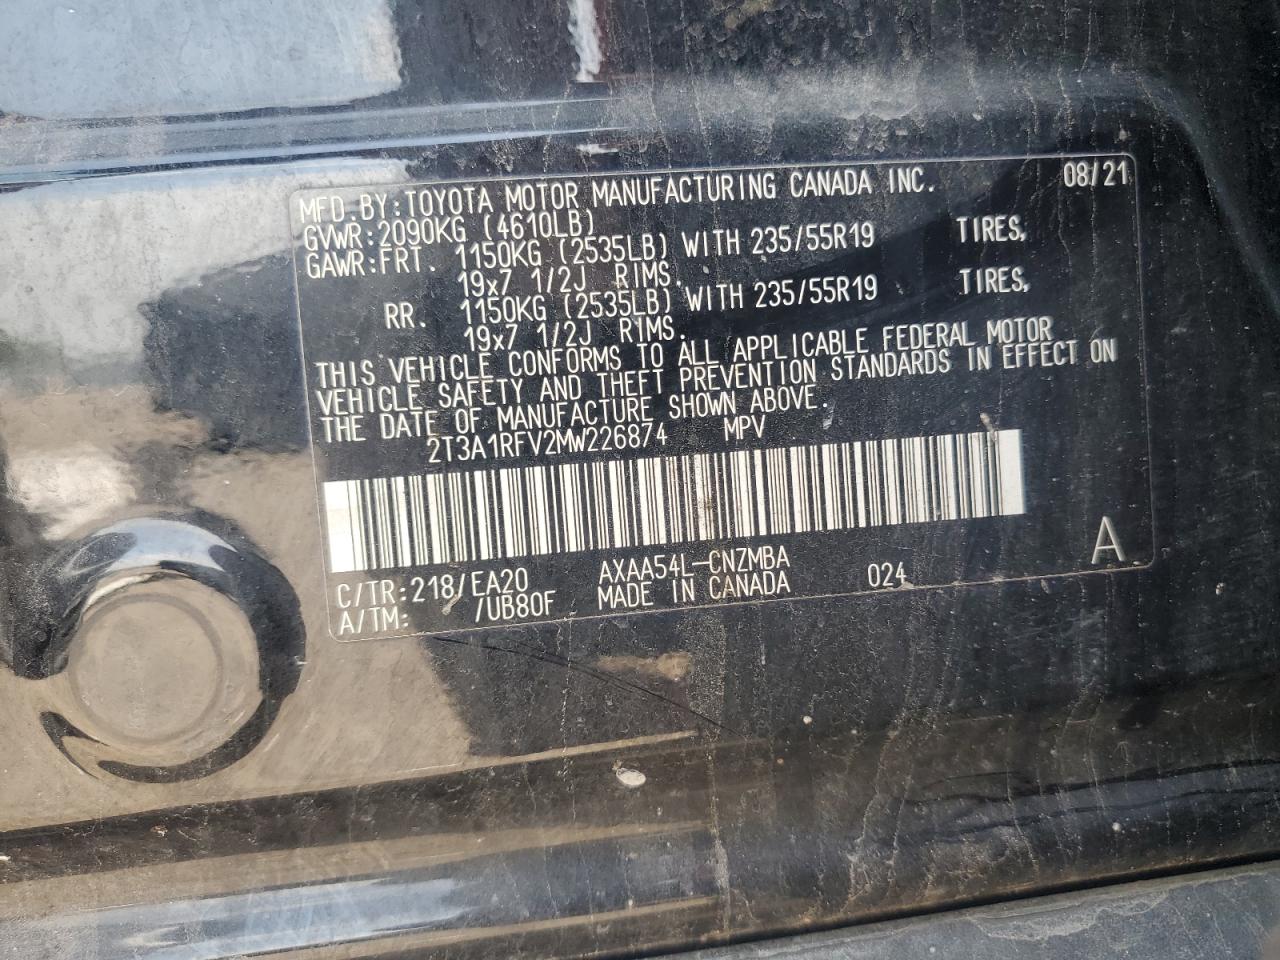 MFD.BY:TOYOTA MOTOR MANUFACTURING CANADA INC. 08/21
GVWR:2090KG (4610LB)
GAWR:FRT. 1150KG (2535LB) WITH 235/55R19 TIRES,
19x7 1/2J RIMS.
RR. 1150KG (2535LB) WITH 235/55R19 TIRES,
19x7 1/2J RIMS.
THIS VEHICLE CONFORMS TO ALL APPLICABLE FEDERAL MOTOR
VEHICLE SAFETY AND THEFT PREVENTION STANDARDS IN EFFECT ON
THE DATE OF MANUFACTURE SHOWN ABOVE.
2T3A1RFV2MW226874 MPV
C/TR:218/EA20 AXAA54L-CNZMBA 024 A
A/TM: /UB80F MADE IN CANADA